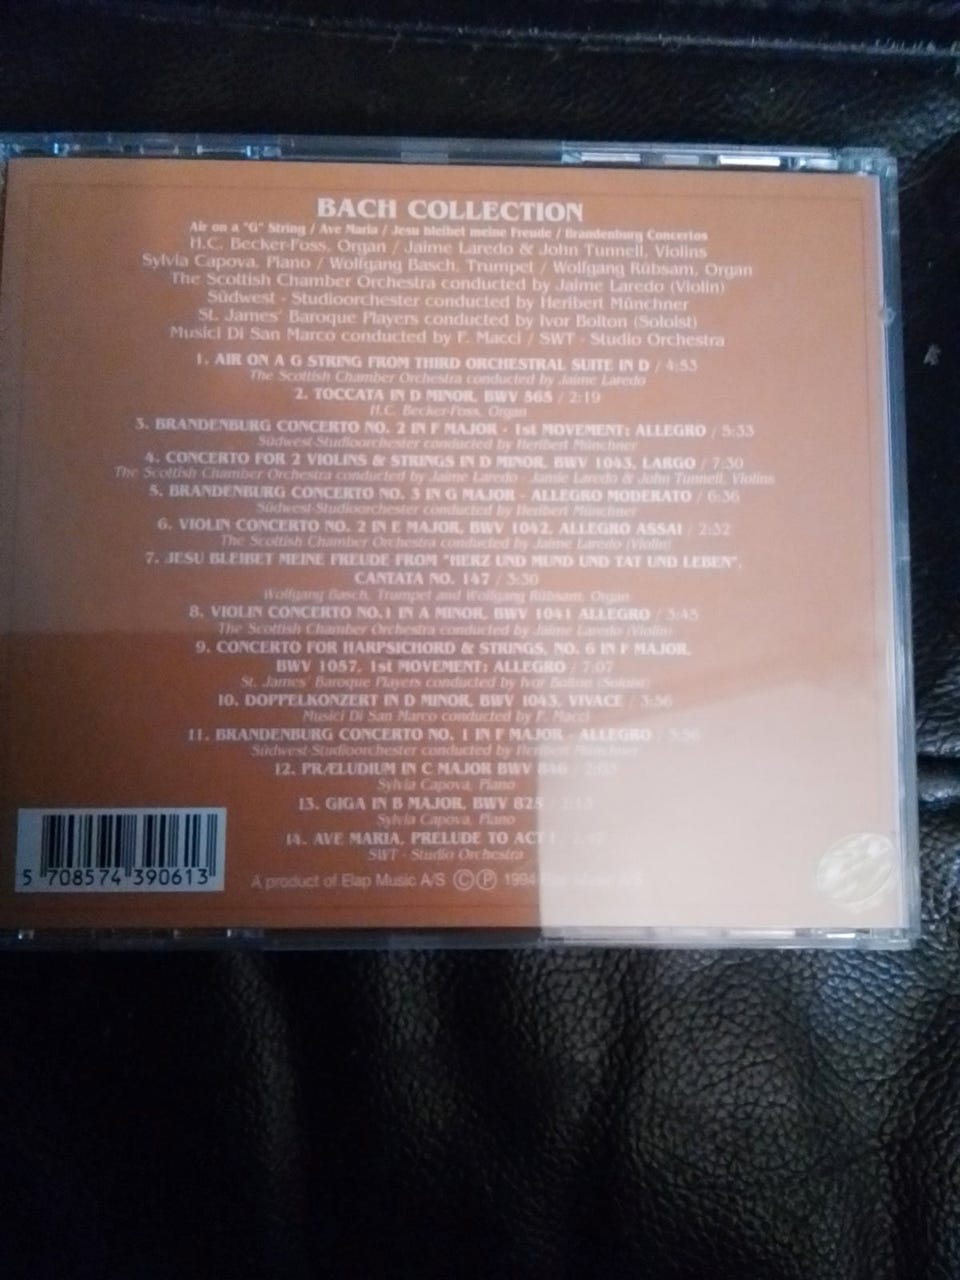 BACH COLLECTION
Air on a "G" String / Ave Maria / Jesu bleibet meine Freude / Brandenburg Concertos
H.C. Becker-Foss, Organ / Jaime Laredo & John Tunnell, Violins
Sylvia Capova, Piano / Wolfgang Basch, Trumpet / Wolfgang Rübsam, Organ
The Scottish Chamber Orchestra conducted by Jaime Laredo (Violin)
Südwest - Studioorchester conducted by Heribert Münchner
St. James' Baroque Players conducted by Ivor Bolton (Soloist)
Musici Di San Marco conducted by F. Macci / SWT - Studio Orchestra
1. AIR ON A G STRING FROM THIRD ORCHESTRAL SUITE IN D / 4:53
The Scottish Chamber Orchestra conducted by Jaime Laredo
2. TOCCATA IN D MINOR, BWV 565 / 2:19
H.C. Becker-Foss, Organ
3. BRANDENBURG CONCERTO NO. 2 IN F MAJOR - 1st MOVEMENT: ALLEGRO / 5:33
Südwest-Studioorchester conducted by Heribert Münchner
4. CONCERTO FOR 2 VIOLINS & STRINGS IN D MINOR, BWV 1043, LARGO / 7:30
The Scottish Chamber Orchestra conducted by Jaime Laredo - Jamie Laredo & John Tunnell, Violins
5. BRANDENBURG CONCERTO NO. 3 IN G MAJOR - ALLEGRO MODERATO / 6:36
Südwest-Studioorchester conducted by Heribert Münchner
6. VIOLIN CONCERTO NO. 2 IN E MAJOR, BWV 1042, ALLEGRO ASSAI / 2:32
The Scottish Chamber Orchestra conducted by Jaime Laredo (Violin)
7. JESU BLEIBET MEINE FREUDE FROM "HERZ UND MUND UND TAT UND LEBEN",
CANTATA NO. 147 / 3:30
Wolfgang Basch, Trumpet and Wolfgang Rübsam, Organ
8. VIOLIN CONCERTO NO.1 IN A MINOR, BWV 1041 ALLEGRO / 3:45
The Scottish Chamber Orchestra conducted by Jaime Laredo (Violin)
9. CONCERTO FOR HARPSICHORD & STRINGS, NO. 6 IN F MAJOR,
BWV 1057, 1st MOVEMENT: ALLEGRO / 7:07
St. James' Baroque Players conducted by Ivor Bolton (Soloist)
10. DOPPELKONZERT IN D MINOR, BWV 1043, VIVACE / 3:56
Musici Di San Marco conducted by F. Macci
11. BRANDENBURG CONCERTO NO. 1 IN F MAJOR - ALLEGRO /
Südwest-Studioorchester conducted by Heribert Münchner
12. PRÆLUDIUM IN C MAJOR BWV 846 /
Sylvia Capova, Piano
13. GIGA IN B MAJOR, BWV 825 /
Sylvia Capova, Piano
14. AVE MARIA, PRELUDE TO ACT
SWT - Studio Orchestra
A product of Elap Music A/S ©℗ 1994 Elap Music A/S
5 708574 390613